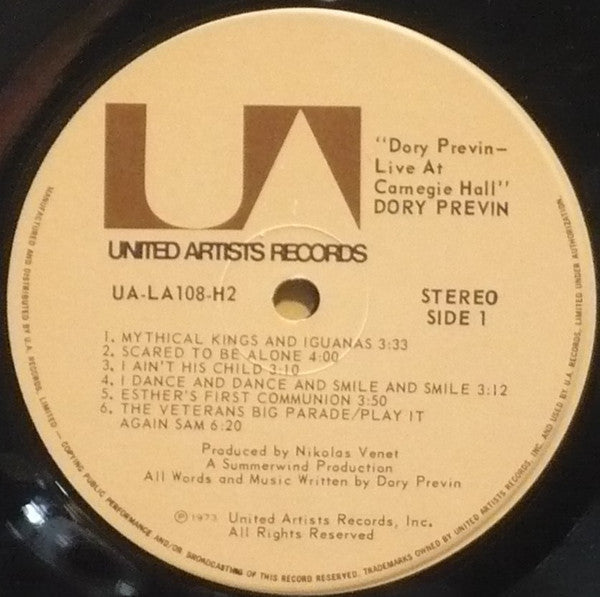 UA
UNITED ARTISTS RECORDS
"Dory Previn—
Live At
Carnegie Hall"
DORY PREVIN
UA-LA108-H2
STEREO
SIDE 1
1. MYTHICAL KINGS AND IGUANAS 3:33
2. SCARED TO BE ALONE 4:00
3. I AIN'T HIS CHILD 3:10
4. I DANCE AND DANCE AND SMILE AND SMILE 3:12
5. ESTHER'S FIRST COMMUNION 3:50
6. THE VETERANS BIG PARADE/PLAY IT
AGAIN SAM 6:20
Produced by Nikolas Venet
A Summerwind Production
All Words and Music Written by Dory Previn
℗1973 United Artists Records, Inc.
All Rights Reserved
MANUFACTURED AND DISTRIBUTED BY U.A. RECORDS, LIMITED — COPYING PUBLIC PERFORMANCE AND/OR BROADCASTING OF THIS RECORD RESERVED. TRADEMARKS OWNED BY UNITED ARTISTS RECORDS, INC. AND USED BY U.A. RECORDS, LIMITED UNDER AUTHORIZATION.